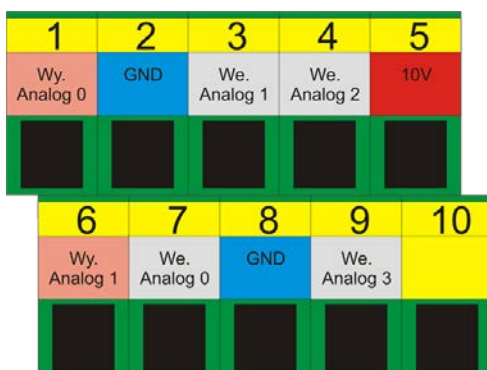 1 2 3 4 5
Wy. Analog 0 GND We. Analog 1 We. Analog 2 10V
6 7 8 9 10
Wy. Analog 1 We. Analog 0 GND We. Analog 3